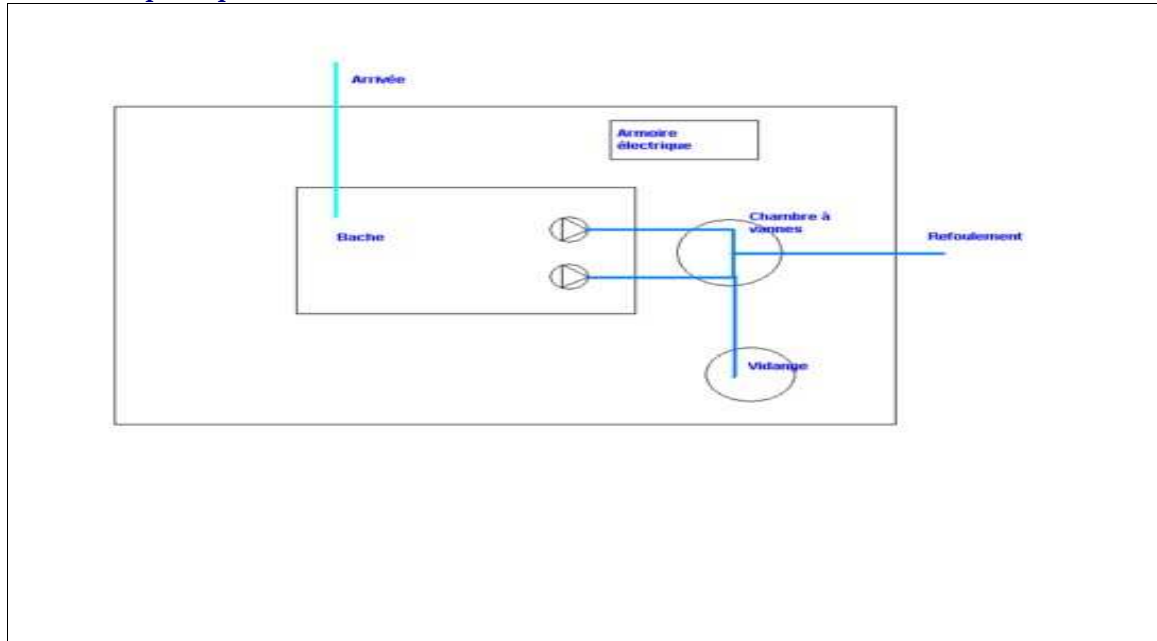 Arrivée
Armoire
électrique
Chambre à
vannes
Refoulement
Bache
Vidange